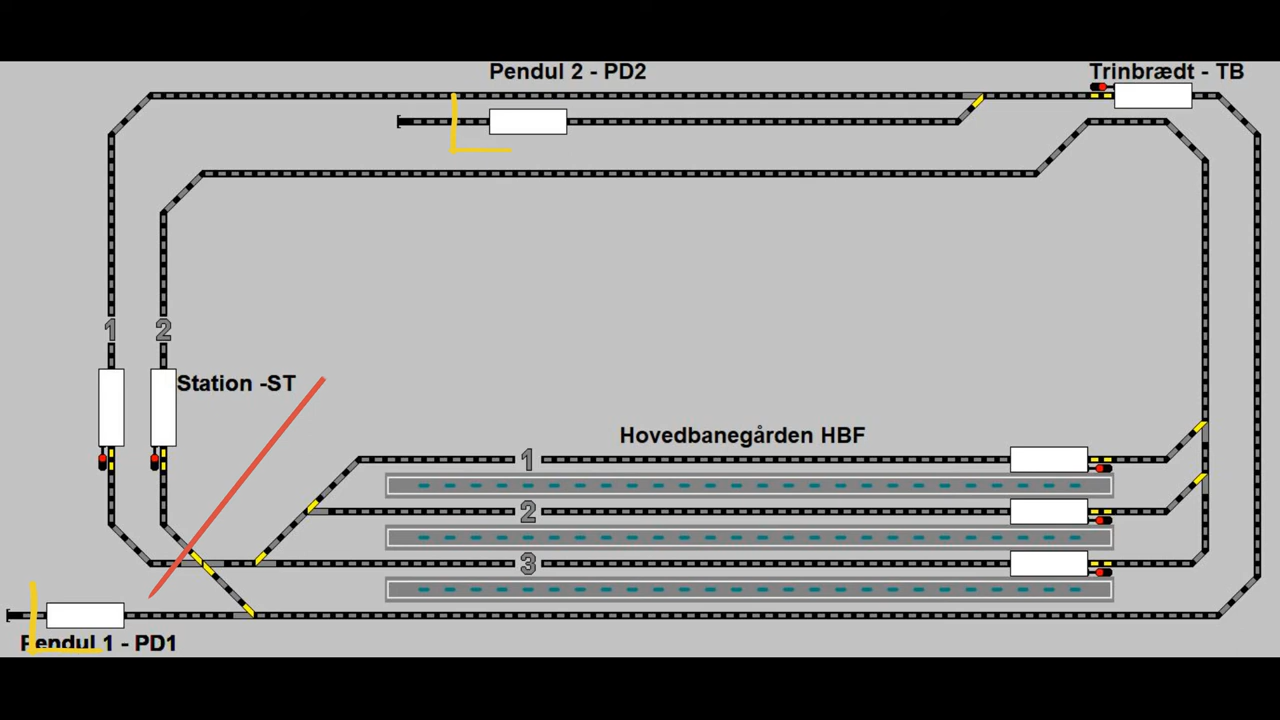 Pendul 2 - PD2
Trinbrædt - TB
1
2
Station -ST
Hovedbanegården HBF
1
2
3
Pendul 1 - PD1